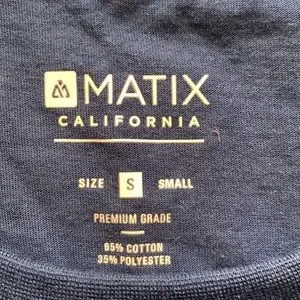 MATIX
CALIFORNIA
SIZE S SMALL
PREMIUM GRADE
65% COTTON
35% POLYESTER